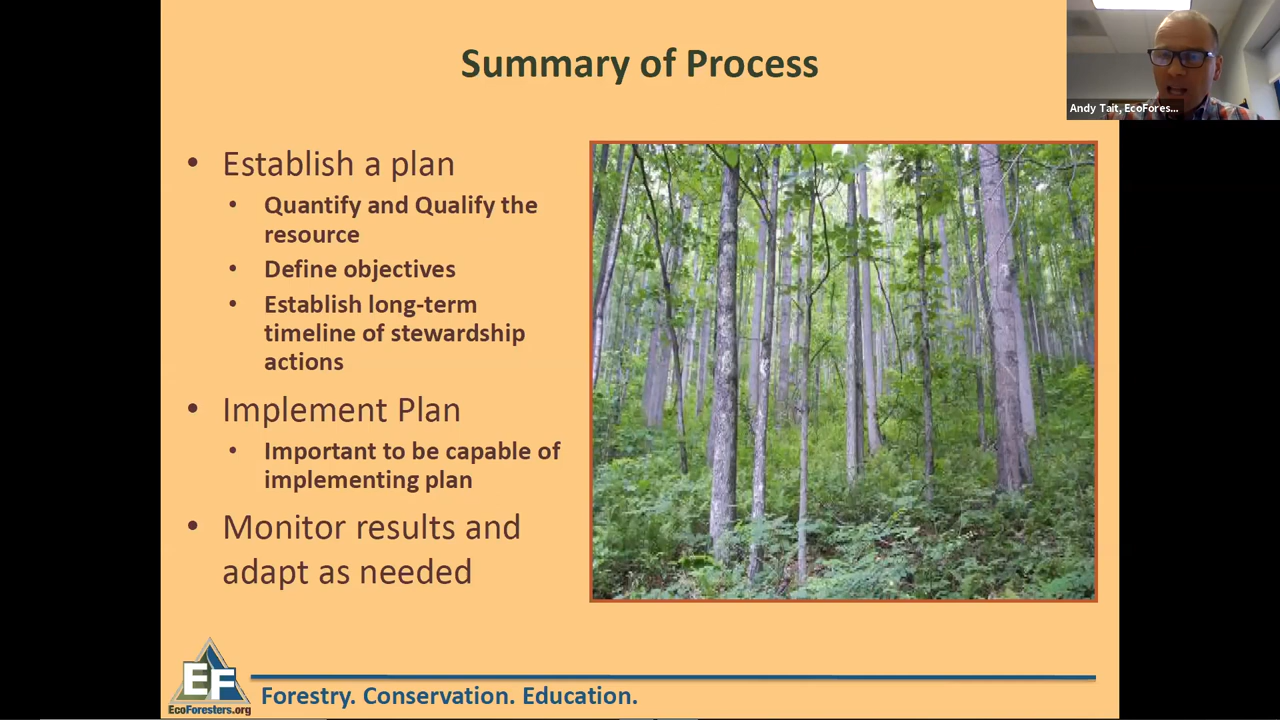 Summary of Process
Andy Tait, EcoFores...
• Establish a plan
• Quantify and Qualify the
resource
• Define objectives
• Establish long-term
timeline of stewardship
actions
• Implement Plan
• Important to be capable of
implementing plan
• Monitor results and
adapt as needed
EF
EcoForesters.org
Forestry. Conservation. Education.